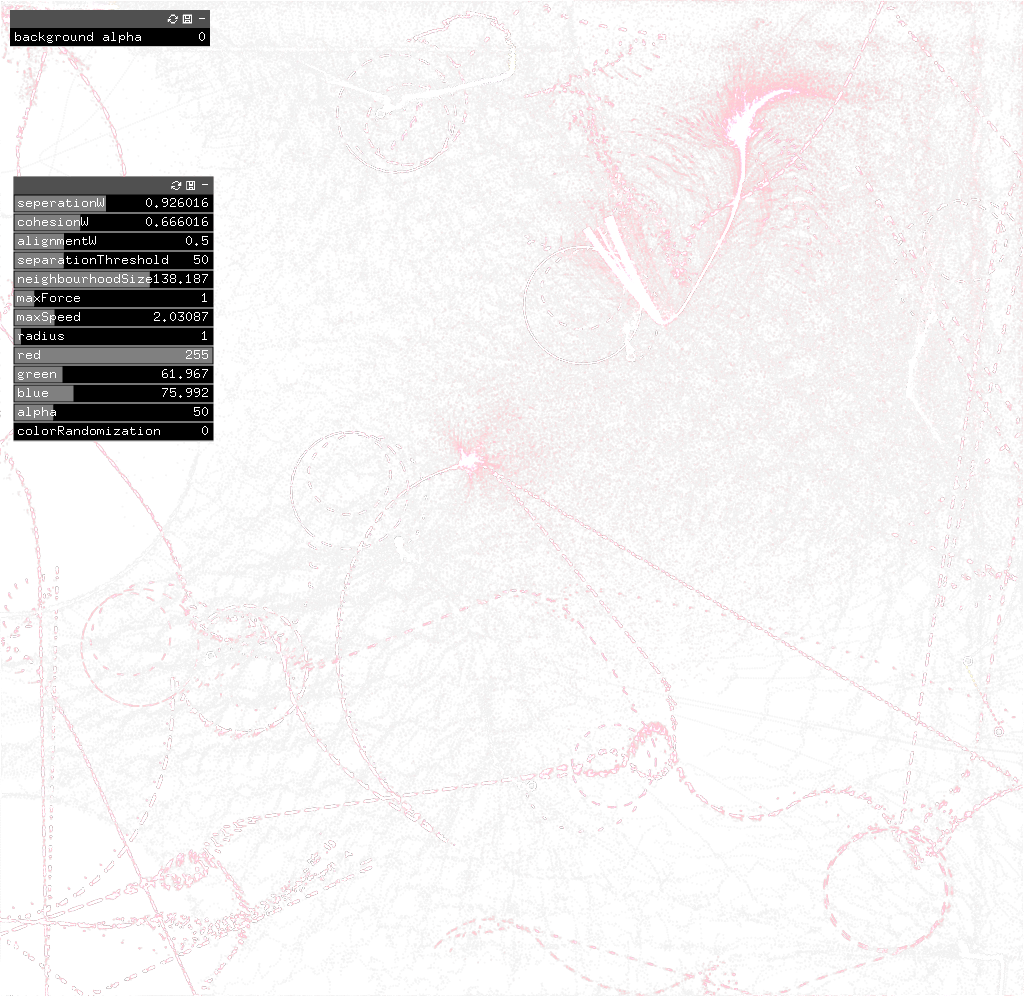 background alpha 0
seperationW 0.926016
cohesionW 0.666016
alignmentW 0.5
separationThreshold 50
neighbourhoodSize 138.187
maxForce 1
maxSpeed 2.03087
radius 1
red 255
green 61.967
blue 75.992
alpha 50
colorRandomization 0